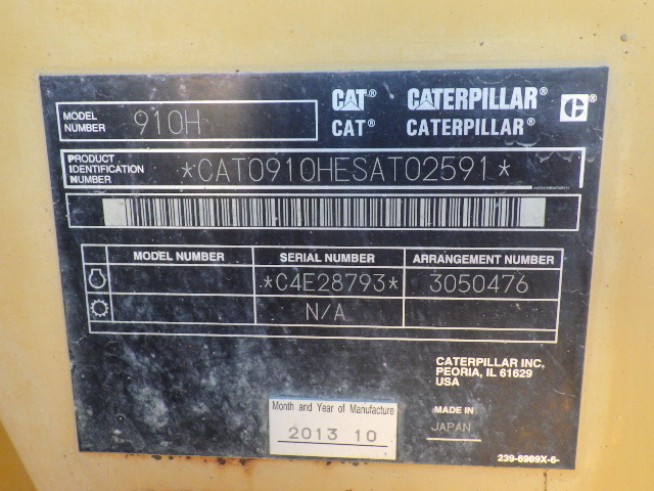 CAT® CATERPILLAR®
CAT® CATERPILLAR®
MODEL NUMBER 910H
PRODUCT IDENTIFICATION NUMBER *CAT0910HESAT02591*
MODEL NUMBER SERIAL NUMBER ARRANGEMENT NUMBER
*C4E28793* 3050476
N/A
CATERPILLAR INC.
PEORIA, IL 61629
USA
Month and Year of Manufacture
2013 10
MADE IN
JAPAN